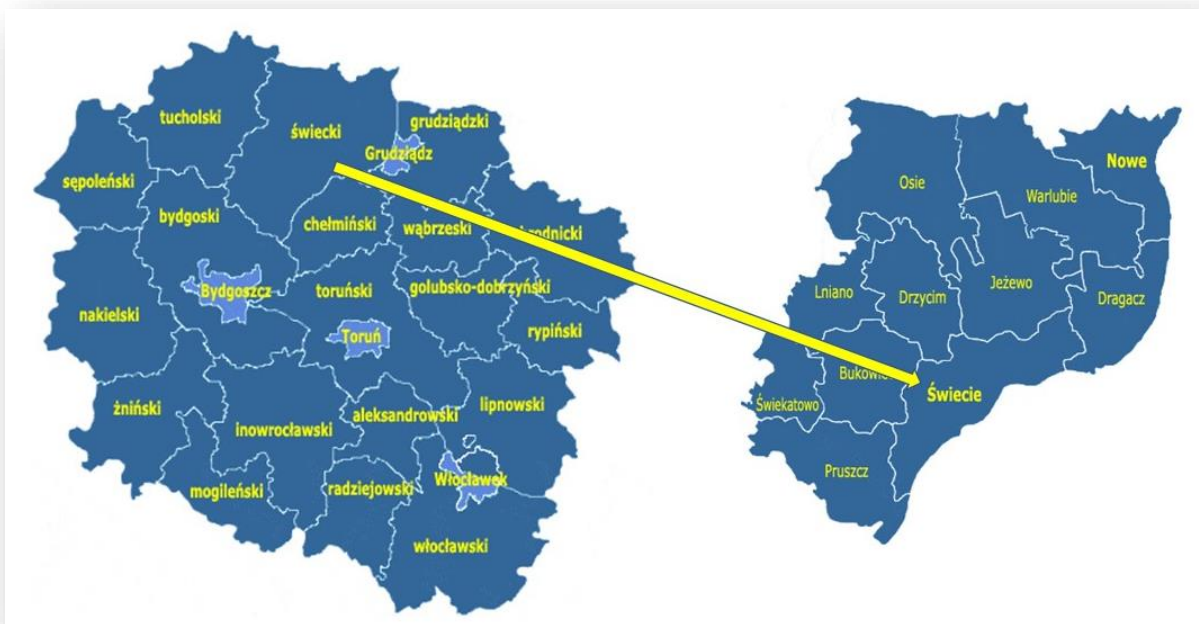 tucholski
świecki
grudziądzki
Grudziądz
sępoleński
bydgoski
chełmiński
wąbrzeski
Bydgoszcz
toruński
golubsko-dobrzyński
nakielski
Toruń
rypiński
żniński
inowrocławski
aleksandrowski
lipnowski
mogileński
radziejowski
Włocławek
włocławski
Nowe
Osie
Warlubie
Lniano
Drzycim
Jeżewo
Dragacz
Świekatowo
Świecie
Pruszcz